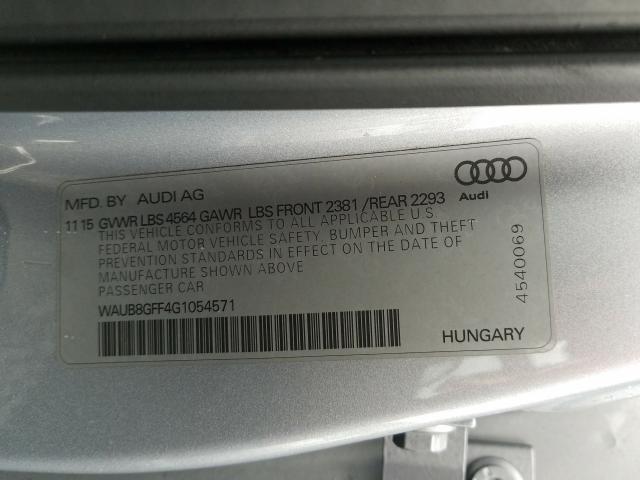 MFD. BY AUDI AG
Audi
11 15 GVWR LBS 4564 GAWR LBS FRONT 2381 /REAR 2293
THIS VEHICLE CONFORMS TO ALL APPLICABLE U.S.
FEDERAL MOTOR VEHICLE SAFETY, BUMPER AND THEFT
PREVENTION STANDARDS IN EFFECT ON THE DATE OF
MANUFACTURE SHOWN ABOVE
PASSENGER CAR
WAUB8GFF4G1054571
4540069
HUNGARY